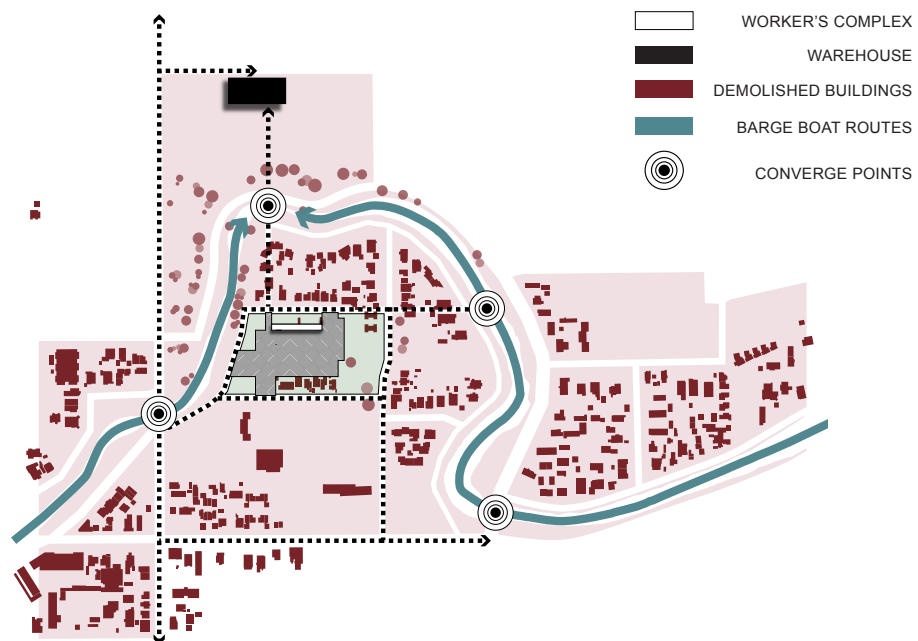 WORKER'S COMPLEX
WAREHOUSE
DEMOLISHED BUILDINGS
BARGE BOAT ROUTES
CONVERGE POINTS